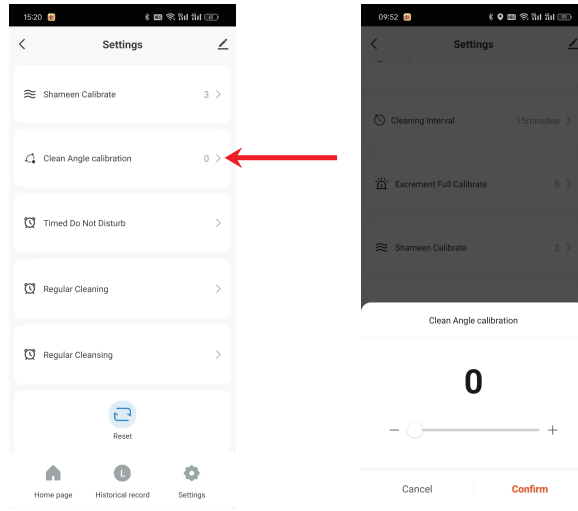 15:20
Settings
Shameen Calibrate 3
Clean Angle calibration 0
Timed Do Not Disturb
Regular Cleaning
Regular Cleansing
Reset
Home page Historical record Settings
09:52
Settings
Cleaning Interval 15minutes
Excrement Full Calibrate 5
Shameen Calibrate 3
Clean Angle calibration
0
Cancel Confirm